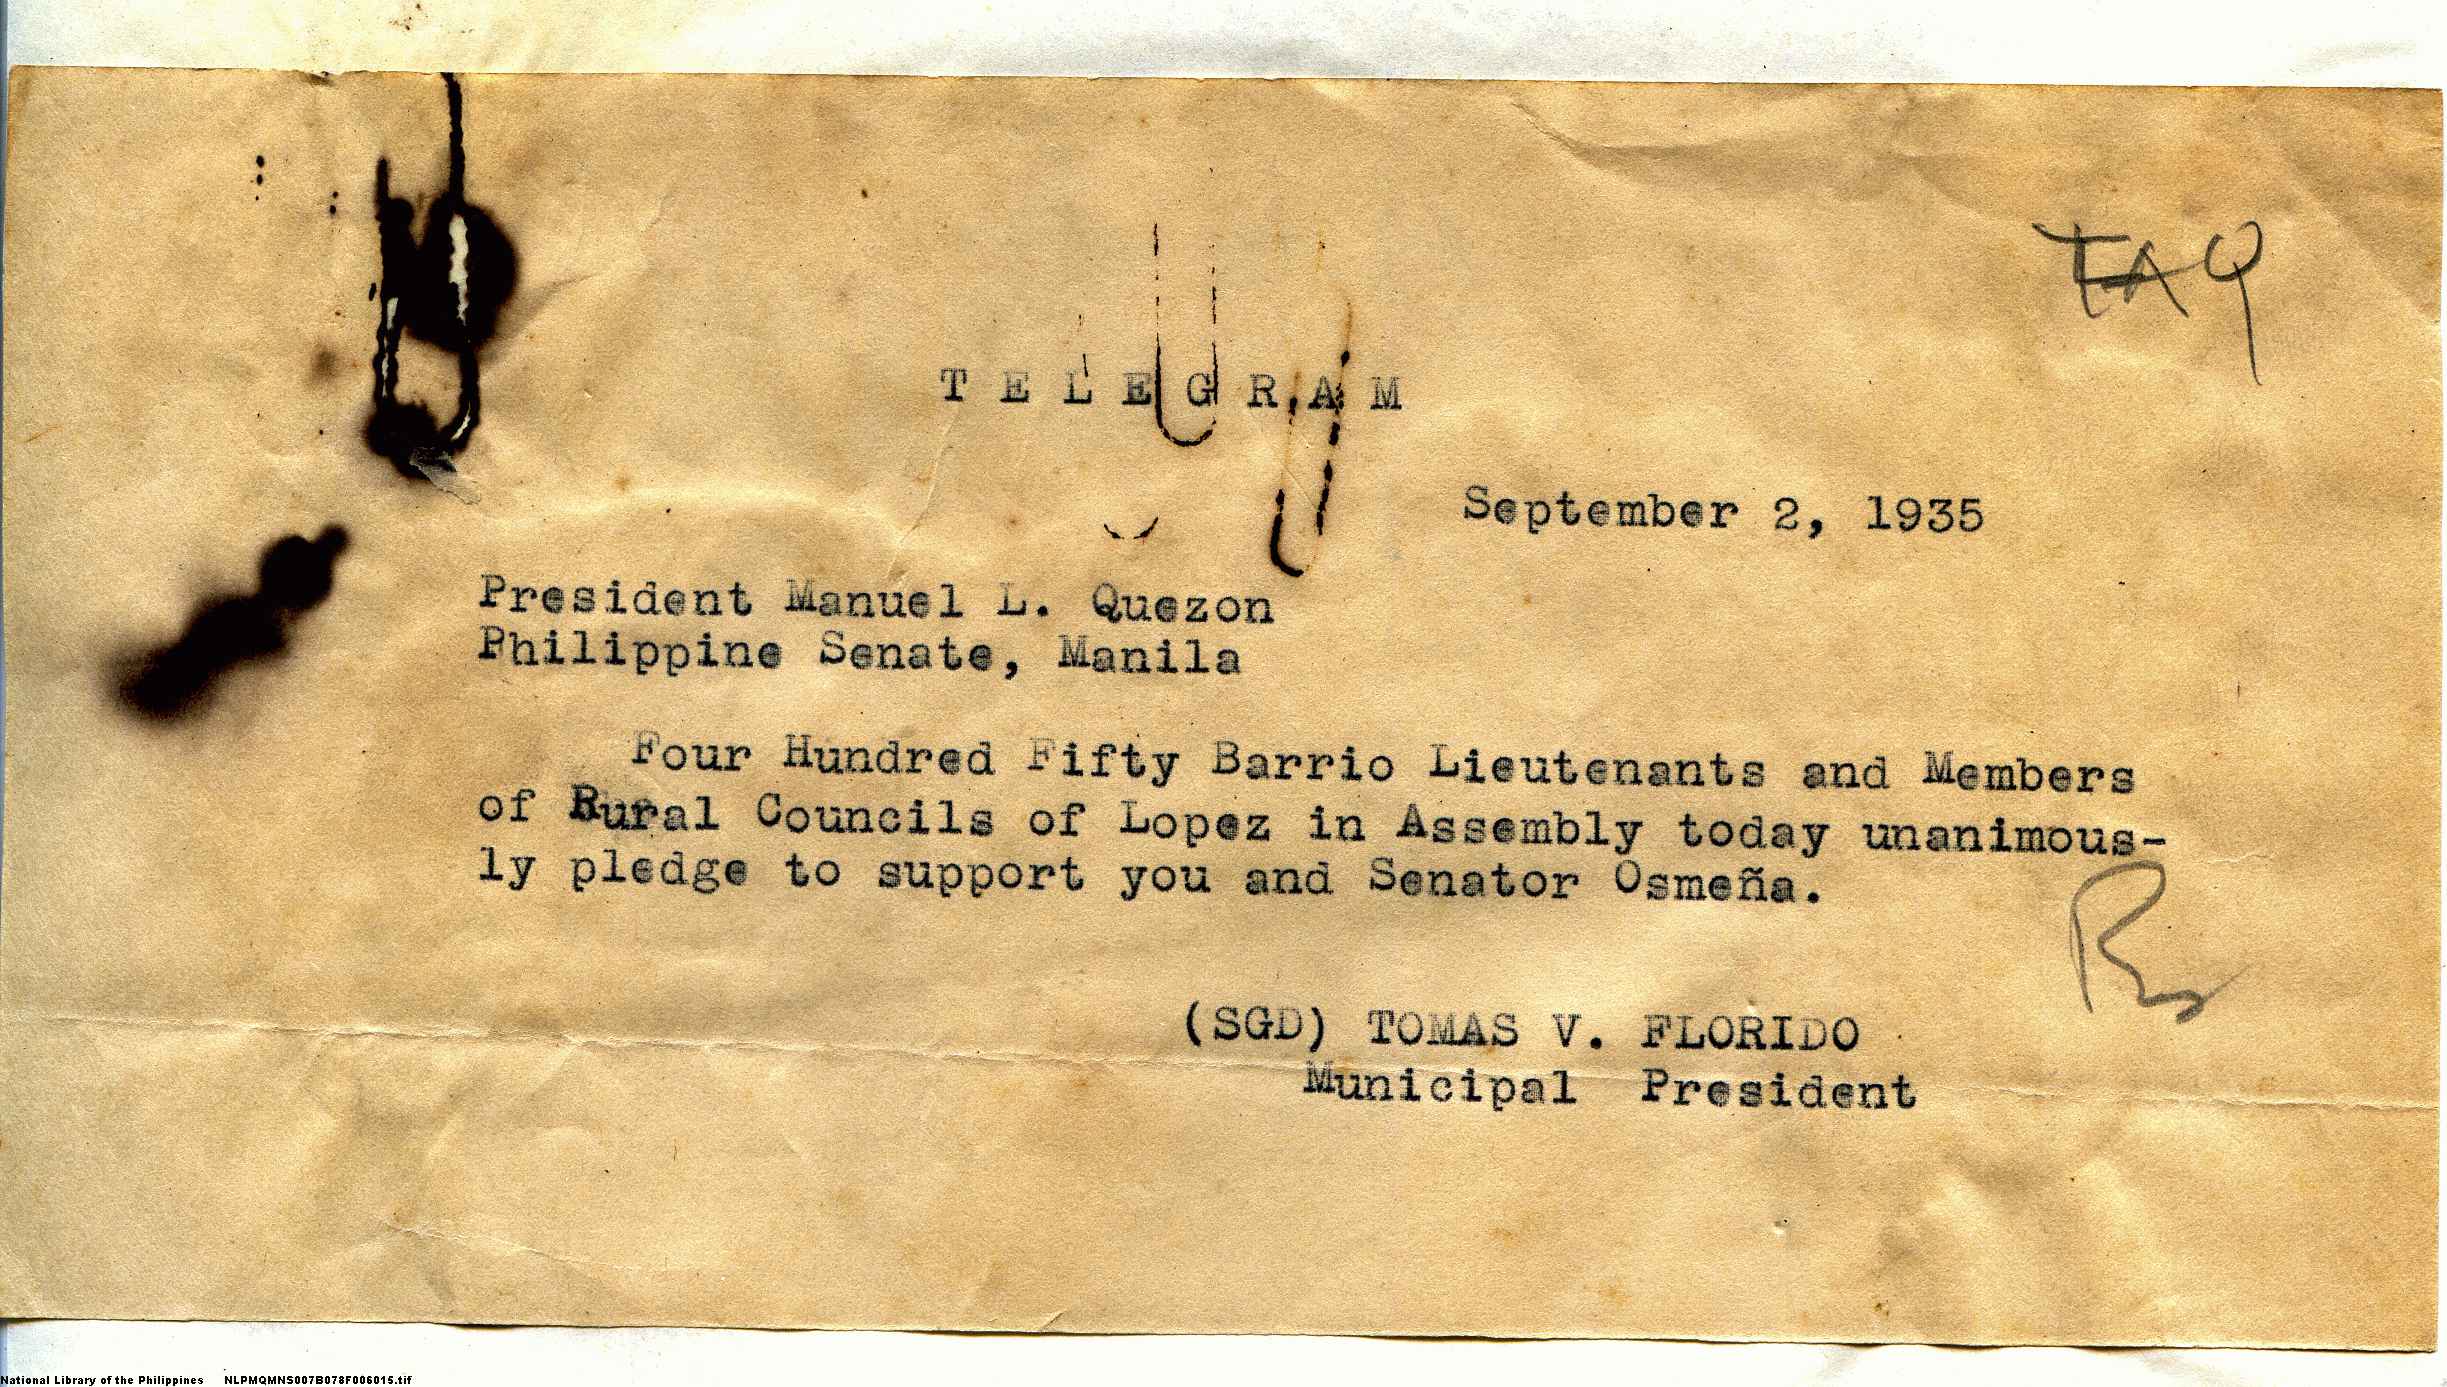 TAQ
TELEGRAM
September 2, 1935
President Manuel L. Quezon
Philippine Senate, Manila
Four Hundred Fifty Barrio Lieutenants and Members
of Rural Councils of Lopez in Assembly today unanimous-
ly pledge to support you and Senator Osmeña.
(SGD) TOMAS V. FLORIDO
Municipal President
National Library of the Philippines NLPMQMNS007B078F006015.tif